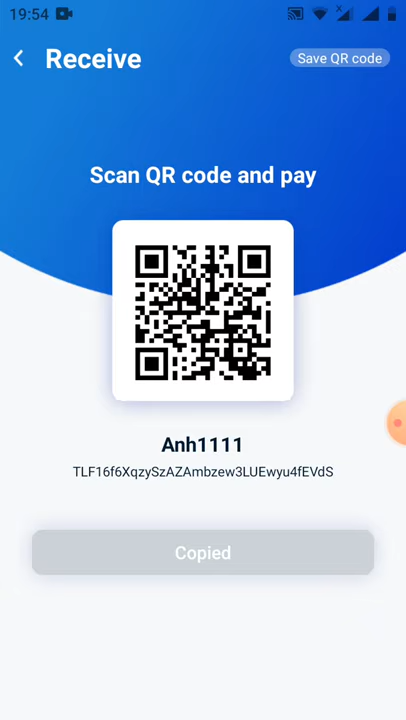 19:54
Receive
Save QR code
Scan QR code and pay
Anh1111
TLF16f6XqzySzAZAmbzew3LUEwyu4fEVdS
Copied